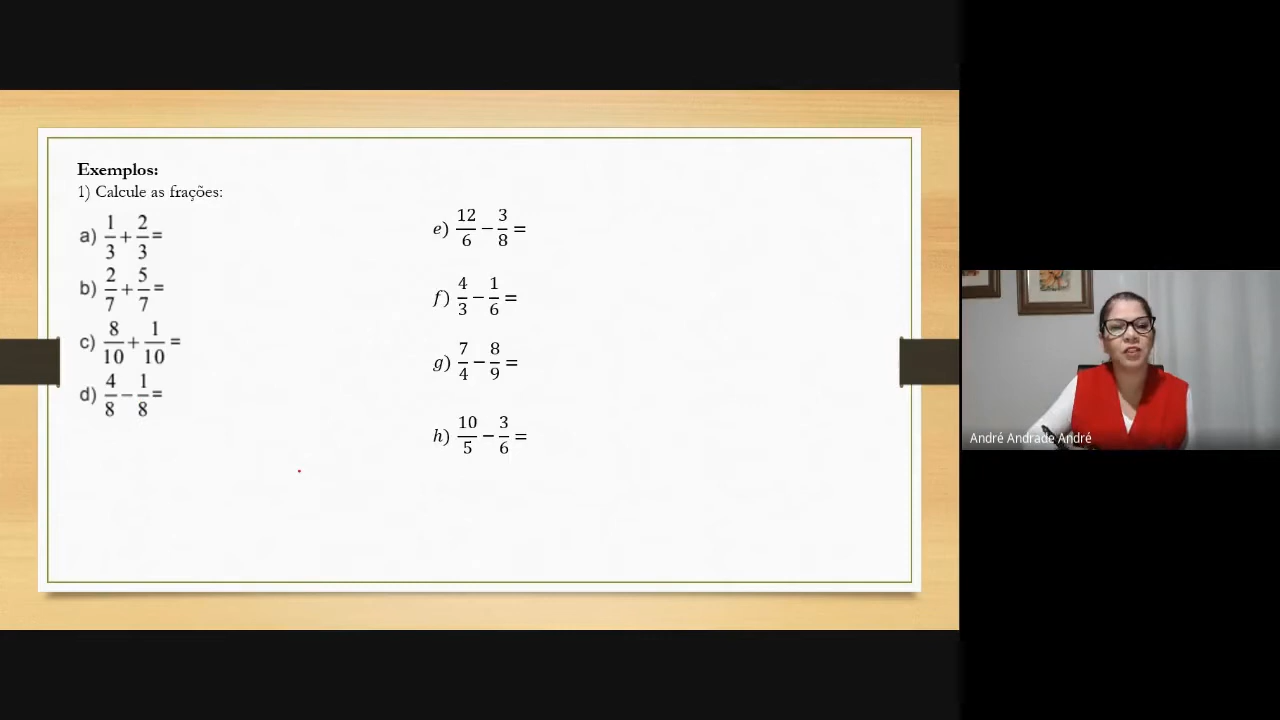 Exemplos:
1) Calcule as frações:
a) 1/3 + 2/3 =
b) 2/7 + 5/7 =
c) 8/10 + 1/10 =
d) 4/8 − 1/8 =
e) 12/6 − 3/8 =
f) 4/3 − 1/6 =
g) 7/4 − 8/9 =
h) 10/5 − 3/6 =
André Andrade André